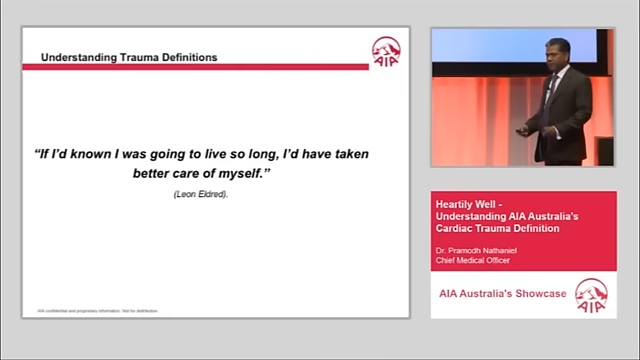 Understanding Trauma Definitions
AIA
“If I’d known I was going to live so long, I’d have taken
better care of myself.”
(Leon Eldred).
AIA confidential and proprietary information. Not for distribution.
Heartily Well -
Understanding AIA Australia's
Cardiac Trauma Definition
Dr. Pramodh Nathaniel
Chief Medical Officer
AIA Australia's Showcase
AIA